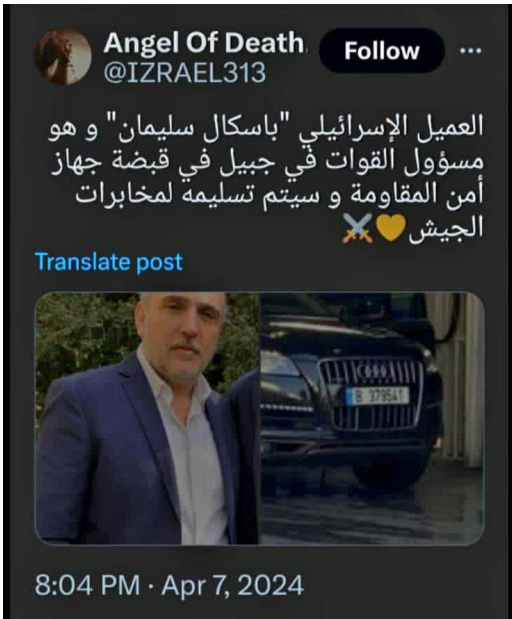 Angel Of Death
@IZRAEL313
Follow
العميل الإسرائيلي "باسكال سليمان" و هو
مسؤول القوات في جبيل في قبضة جهاز
أمن المقاومة و سيتم تسليمه لمخابرات
الجيش💛⚔️
Translate post
B 379541
8:04 PM · Apr 7, 2024